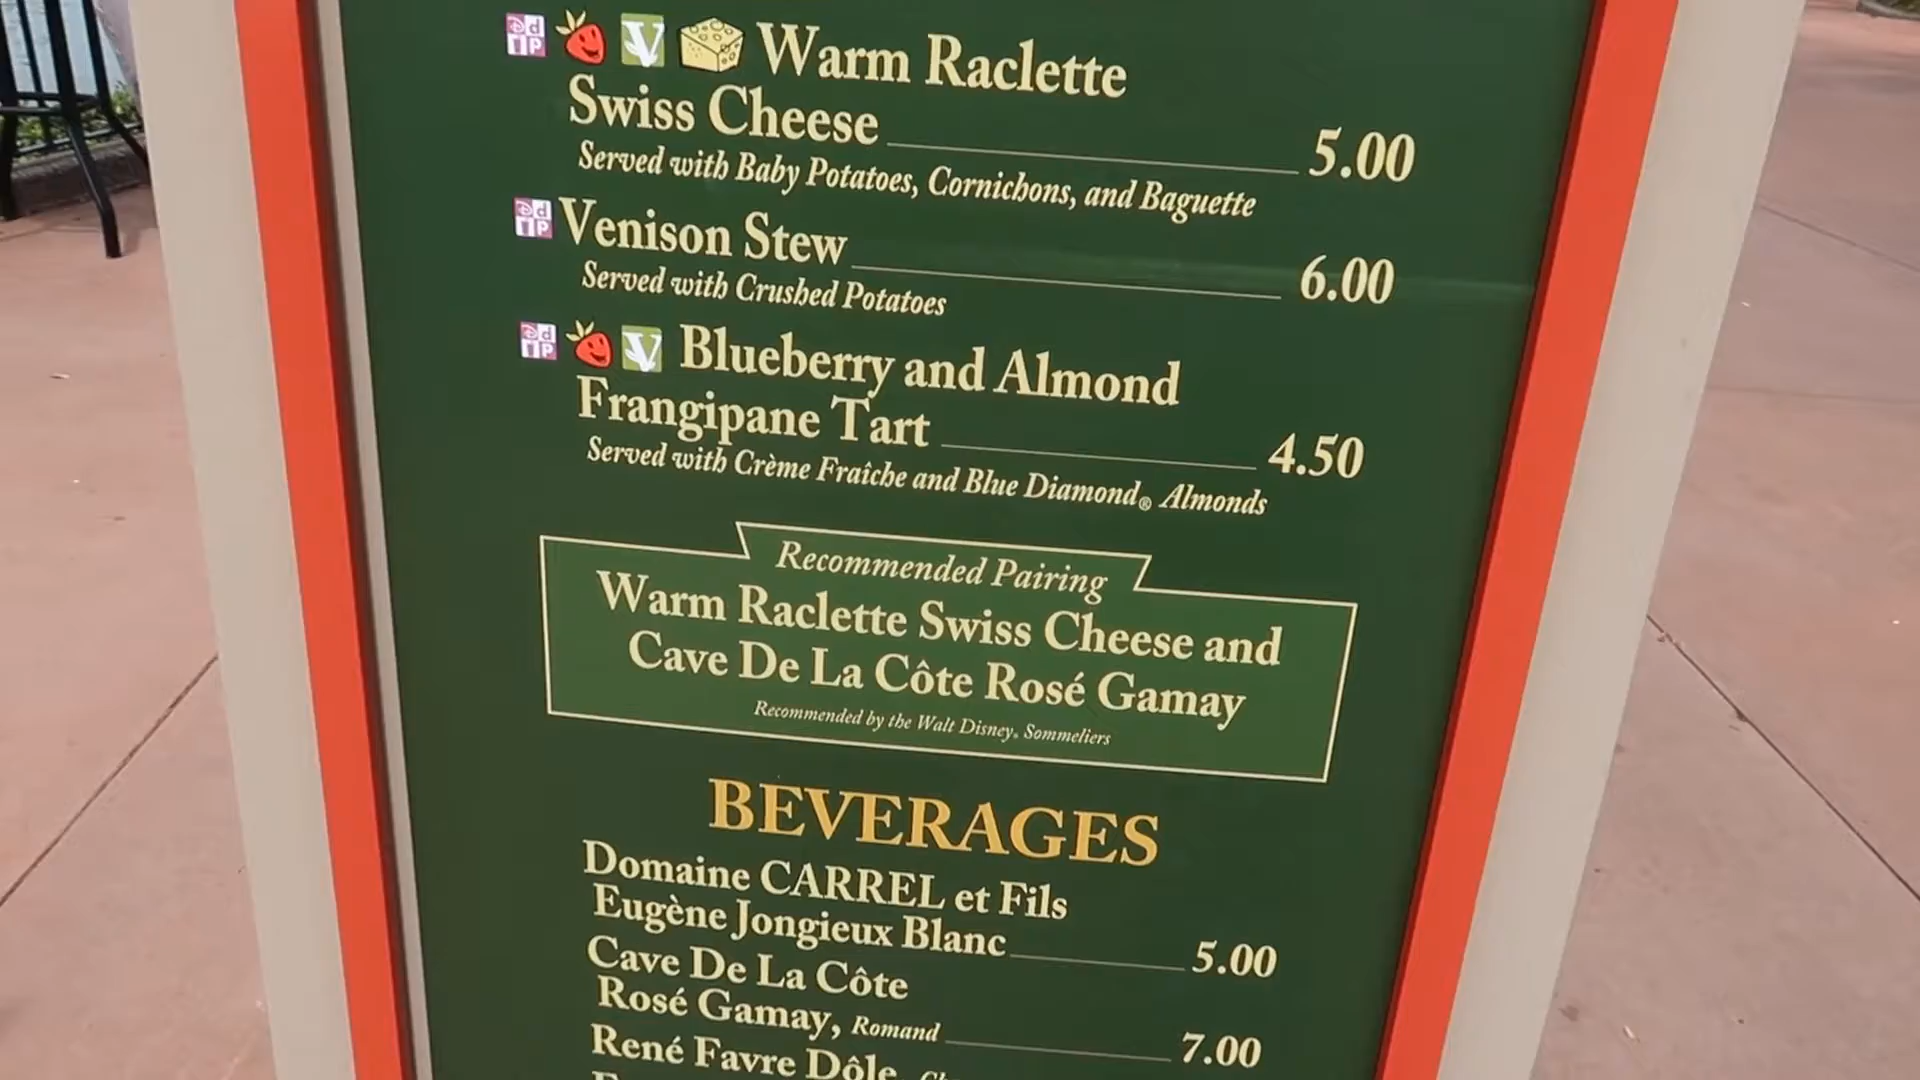 Warm Raclette
Swiss Cheese 5.00
Served with Baby Potatoes, Cornichons, and Baguette
Venison Stew 6.00
Served with Crushed Potatoes
Blueberry and Almond
Frangipane Tart 4.50
Served with Crème Fraîche and Blue Diamond® Almonds
Recommended Pairing
Warm Raclette Swiss Cheese and
Cave De La Côte Rosé Gamay
Recommended by the Walt Disney® Sommeliers
BEVERAGES
Domaine CARREL et Fils
Eugène Jongieux Blanc 5.00
Cave De La Côte
Rosé Gamay, Romand 7.00
René Favre Dôle,